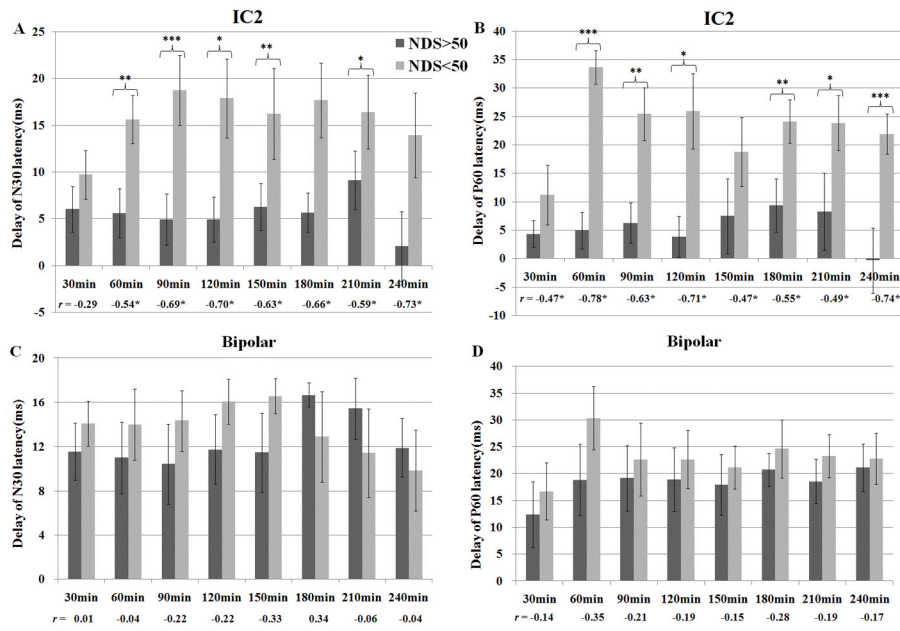 A
IC2
NDS>50
NDS<50
Delay of N30 latency(ms)
25
20
15
10
5
0
-5
**
***
*
**
*
30min 60min 90min 120min 150min 180min 210min 240min
r = -0.29 -0.54* -0.69* -0.70* -0.63* -0.66* -0.59* -0.73*
B
IC2
Delay of P60 latency(ms)
40
35
30
25
20
15
10
5
0
-5
-10
***
**
*
**
*
***
30min 60min 90min 120min 150min 180min 210min 240min
r = -0.47* -0.78* -0.63* -0.71* -0.47* -0.55* -0.49* -0.74*
C
Bipolar
Delay of N30 latency(ms)
20
16
12
8
4
0
30min 60min 90min 120min 150min 180min 210min 240min
r = 0.01 -0.04 -0.22 -0.22 -0.33 0.34 -0.06 -0.04
D
Bipolar
Delay of P60 latency(ms)
40
35
30
25
20
15
10
5
0
30min 60min 90min 120min 150min 180min 210min 240min
r = -0.14 -0.35 -0.21 -0.19 -0.15 -0.28 -0.19 -0.17